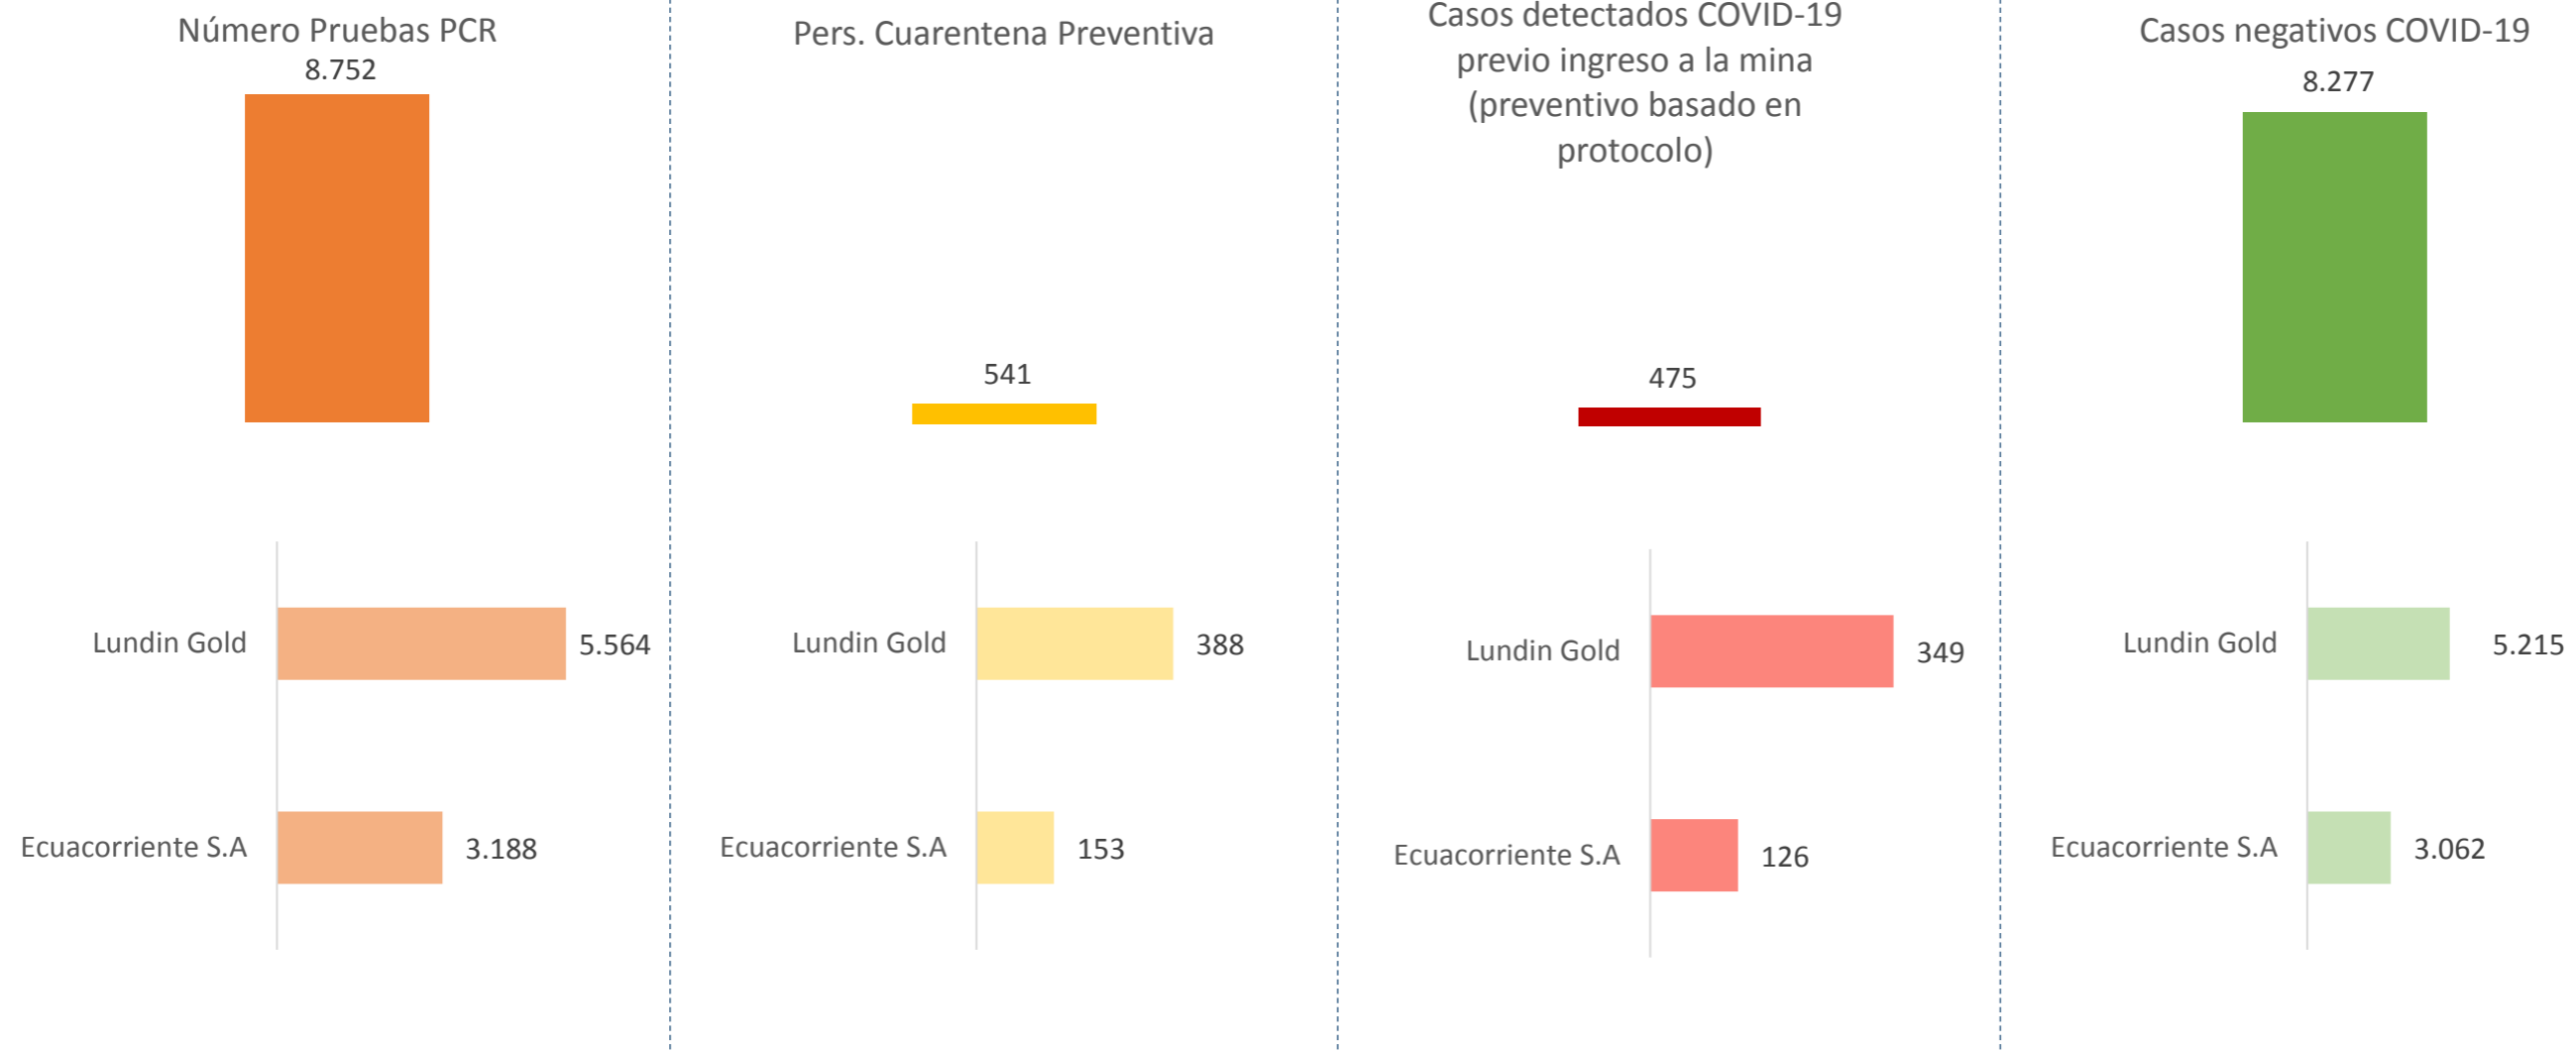 Número Pruebas PCR
8.752
Lundin Gold
5.564
Ecuacorriente S.A
3.188
Pers. Cuarentena Preventiva
541
Lundin Gold
388
Ecuacorriente S.A
153
Casos detectados COVID-19
previo ingreso a la mina
(preventivo basado en
protocolo)
475
Lundin Gold
349
Ecuacorriente S.A
126
Casos negativos COVID-19
8.277
Lundin Gold
5.215
Ecuacorriente S.A
3.062